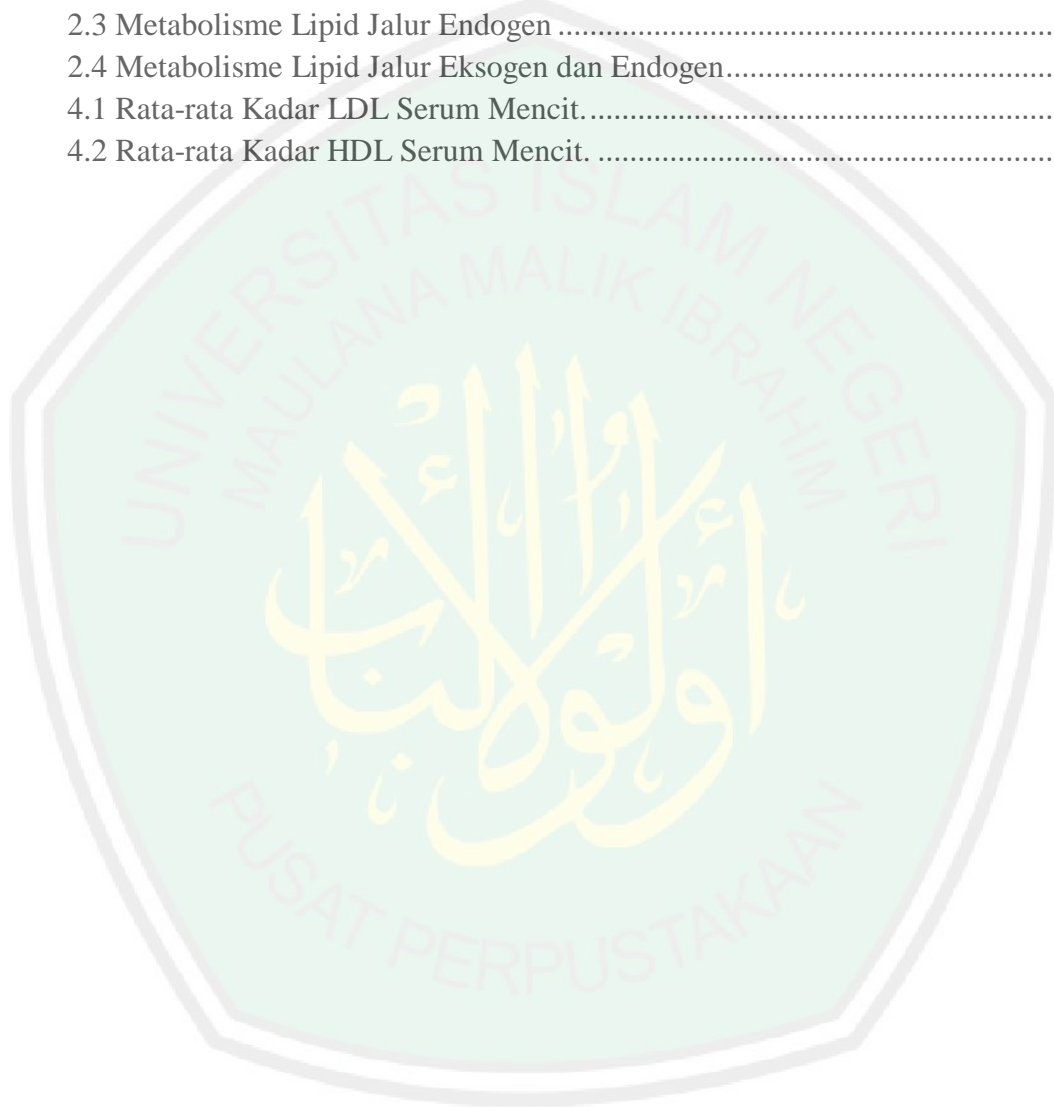 2.3 Metabolisme Lipid Jalur Endogen ..........................................................................
2.4 Metabolisme Lipid Jalur Eksogen dan Endogen.................................................
4.1 Rata-rata Kadar LDL Serum Mencit.......................................................................
4.2 Rata-rata Kadar HDL Serum Mencit. .....................................................................
UNIVERSITAS ISLAM NEGERI
MAULANA MALIK IBRAHIM
أولوا الألباب
PUSAT PERPUSTAKAAN